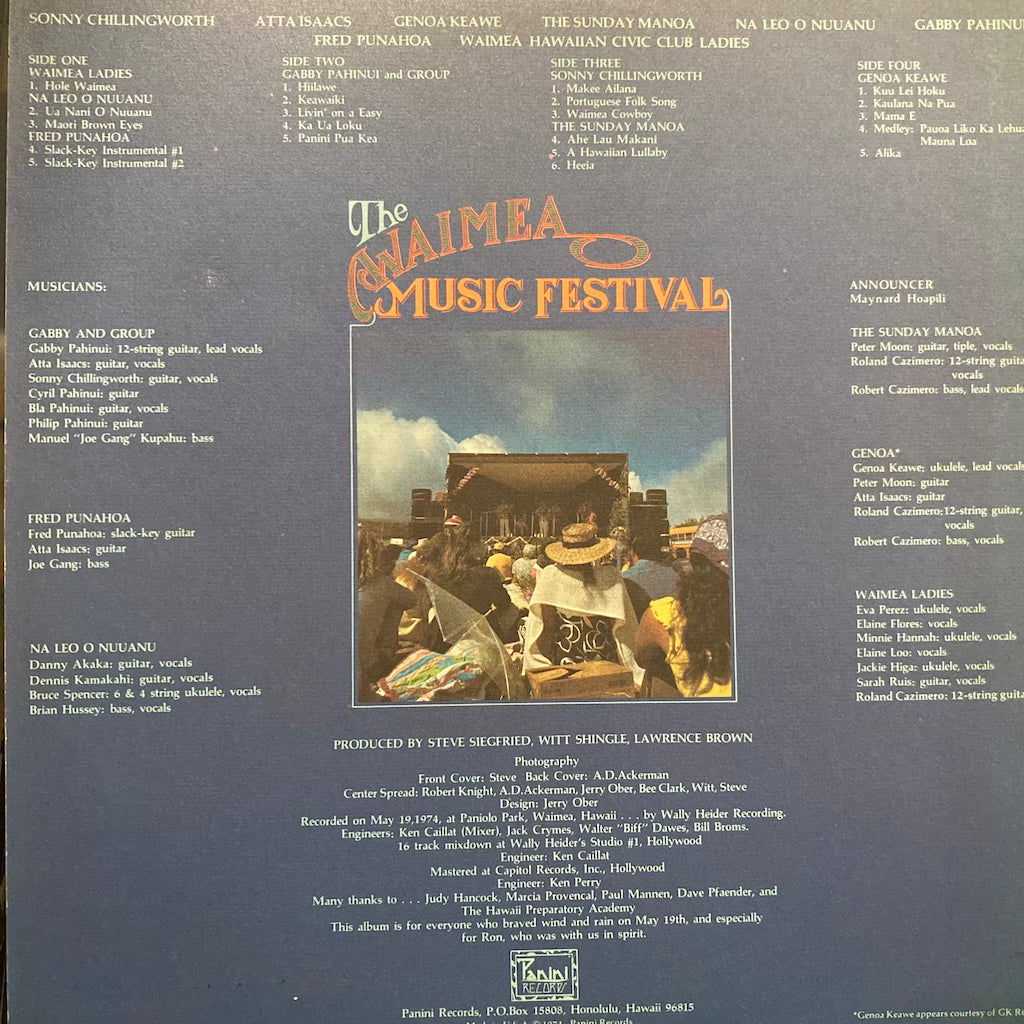 SONNY CHILLINGWORTH ATTA ISAACS GENOA KEAWE THE SUNDAY MANOA NA LEO O NUUANU GABBY PAHINUI
FRED PUNAHOA WAIMEA HAWAIIAN CIVIC CLUB LADIES
SIDE ONE
WAIMEA LADIES
1. Hole Waimea
NA LEO O NUUANU
2. Ua Nani O Nuuanu
3. Maori Brown Eyes
FRED PUNAHOA
4. Slack-Key Instrumental #1
5. Slack-Key Instrumental #2
SIDE TWO
GABBY PAHINUI and GROUP
1. Hiilawe
2. Keawaiki
3. Livin' on a Easy
4. Ka Ua Loku
5. Panini Pua Kea
SIDE THREE
SONNY CHILLINGWORTH
1. Makee Ailana
2. Portuguese Folk Song
3. Waimea Cowboy
THE SUNDAY MANOA
4. Ahe Lau Makani
5. A Hawaiian Lullaby
6. Heeia
SIDE FOUR
GENOA KEAWE
1. Kuu Lei Hoku
2. Kaulana Na Pua
3. Mama E
4. Medley: Pauoa Liko Ka Lehua
Mauna Loa
5. Alika
The WAIMEA
MUSIC FESTIVAL
MUSICIANS:
GABBY AND GROUP
Gabby Pahinui: 12-string guitar, lead vocals
Atta Isaacs: guitar, vocals
Sonny Chillingworth: guitar, vocals
Cyril Pahinui: guitar
Bla Pahinui: guitar, vocals
Philip Pahinui: guitar
Manuel "Joe Gang" Kupahu: bass
FRED PUNAHOA
Fred Punahoa: slack-key guitar
Atta Isaacs: guitar
Joe Gang: bass
NA LEO O NUUANU
Danny Akaka: guitar, vocals
Dennis Kamakahi: guitar, vocals
Bruce Spencer: 6 & 4 string ukulele, vocals
Brian Hussey: bass, vocals
ANNOUNCER
Maynard Hoapili
THE SUNDAY MANOA
Peter Moon: guitar, tiple, vocals
Roland Cazimero: 12-string guita
vocals
Robert Cazimero: bass, lead vocals
GENOA*
Genoa Keawe: ukulele, lead vocals
Peter Moon: guitar
Atta Isaacs: guitar
Roland Cazimero:12-string guitar,
vocals
Robert Cazimero: bass, vocals
WAIMEA LADIES
Eva Perez: ukulele, vocals
Elaine Flores: vocals
Minnie Hannah: ukulele, vocals
Elaine Loo: vocals
Jackie Higa: ukulele, vocals
Sarah Ruis: guitar, vocals
Roland Cazimero: 12-string guita
PRODUCED BY STEVE SIEGFRIED, WITT SHINGLE, LAWRENCE BROWN
Photography
Front Cover: Steve Back Cover: A.D.Ackerman
Center Spread: Robert Knight, A.D.Ackerman, Jerry Ober, Bee Clark, Witt, Steve
Design: Jerry Ober
Recorded on May 19,1974, at Paniolo Park, Waimea, Hawaii . . . by Wally Heider Recording.
Engineers: Ken Caillat (Mixer), Jack Crymes, Walter "Biff" Dawes, Bill Broms.
16 track mixdown at Wally Heider's Studio #1, Hollywood
Engineer: Ken Caillat
Mastered at Capitol Records, Inc., Hollywood
Engineer: Ken Perry
Many thanks to . . . Judy Hancock, Marcia Provencal, Paul Mannen, Dave Pfaender, and
The Hawaii Preparatory Academy
This album is for everyone who braved wind and rain on May 19th, and especially
for Ron, who was with us in spirit.
Panini
RECORDS
Panini Records, P.O.Box 15808, Honolulu, Hawaii 96815
Made in U.S.A. © 1974, Panini Records
*Genoa Keawe appears courtesy of GK Re